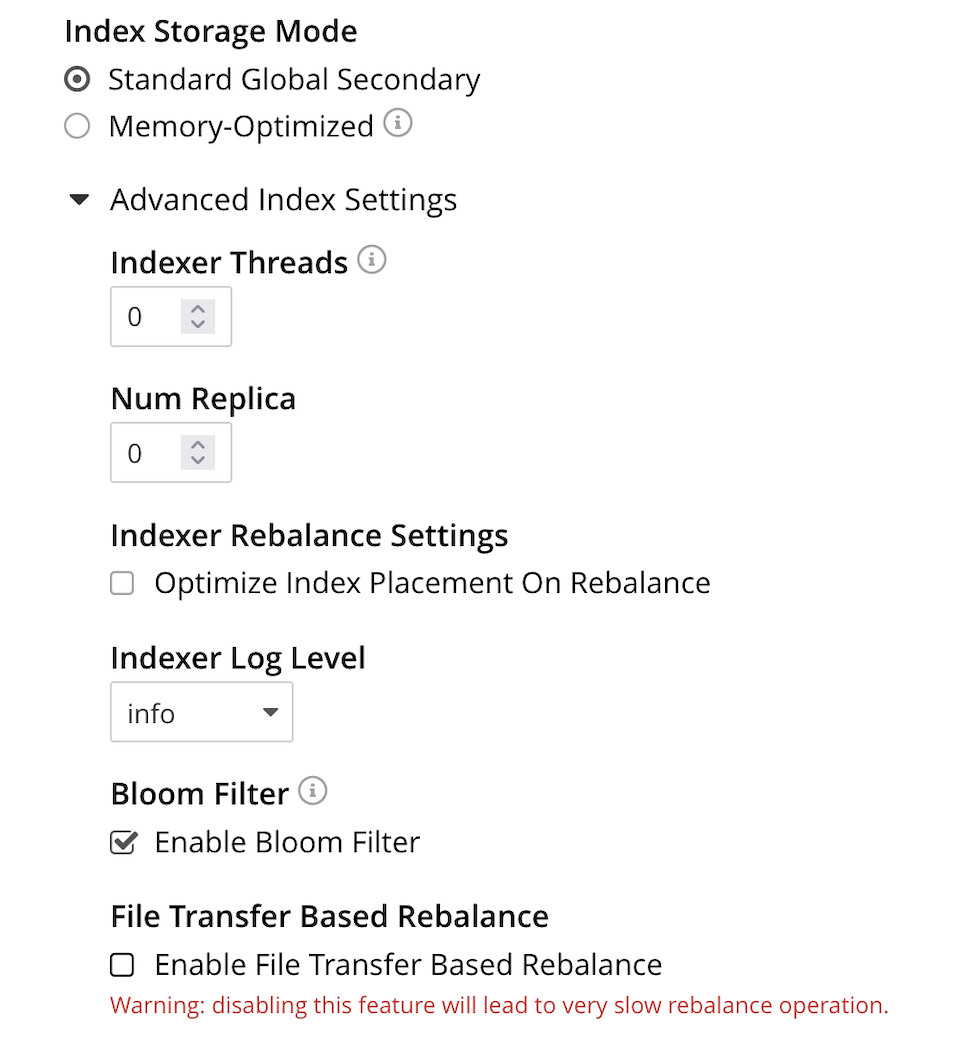 Index Storage Mode
Standard Global Secondary
Memory-Optimized
Advanced Index Settings
Indexer Threads
0
Num Replica
0
Indexer Rebalance Settings
Optimize Index Placement On Rebalance
Indexer Log Level
info
Bloom Filter
Enable Bloom Filter
File Transfer Based Rebalance
Enable File Transfer Based Rebalance
Warning: disabling this feature will lead to very slow rebalance operation.